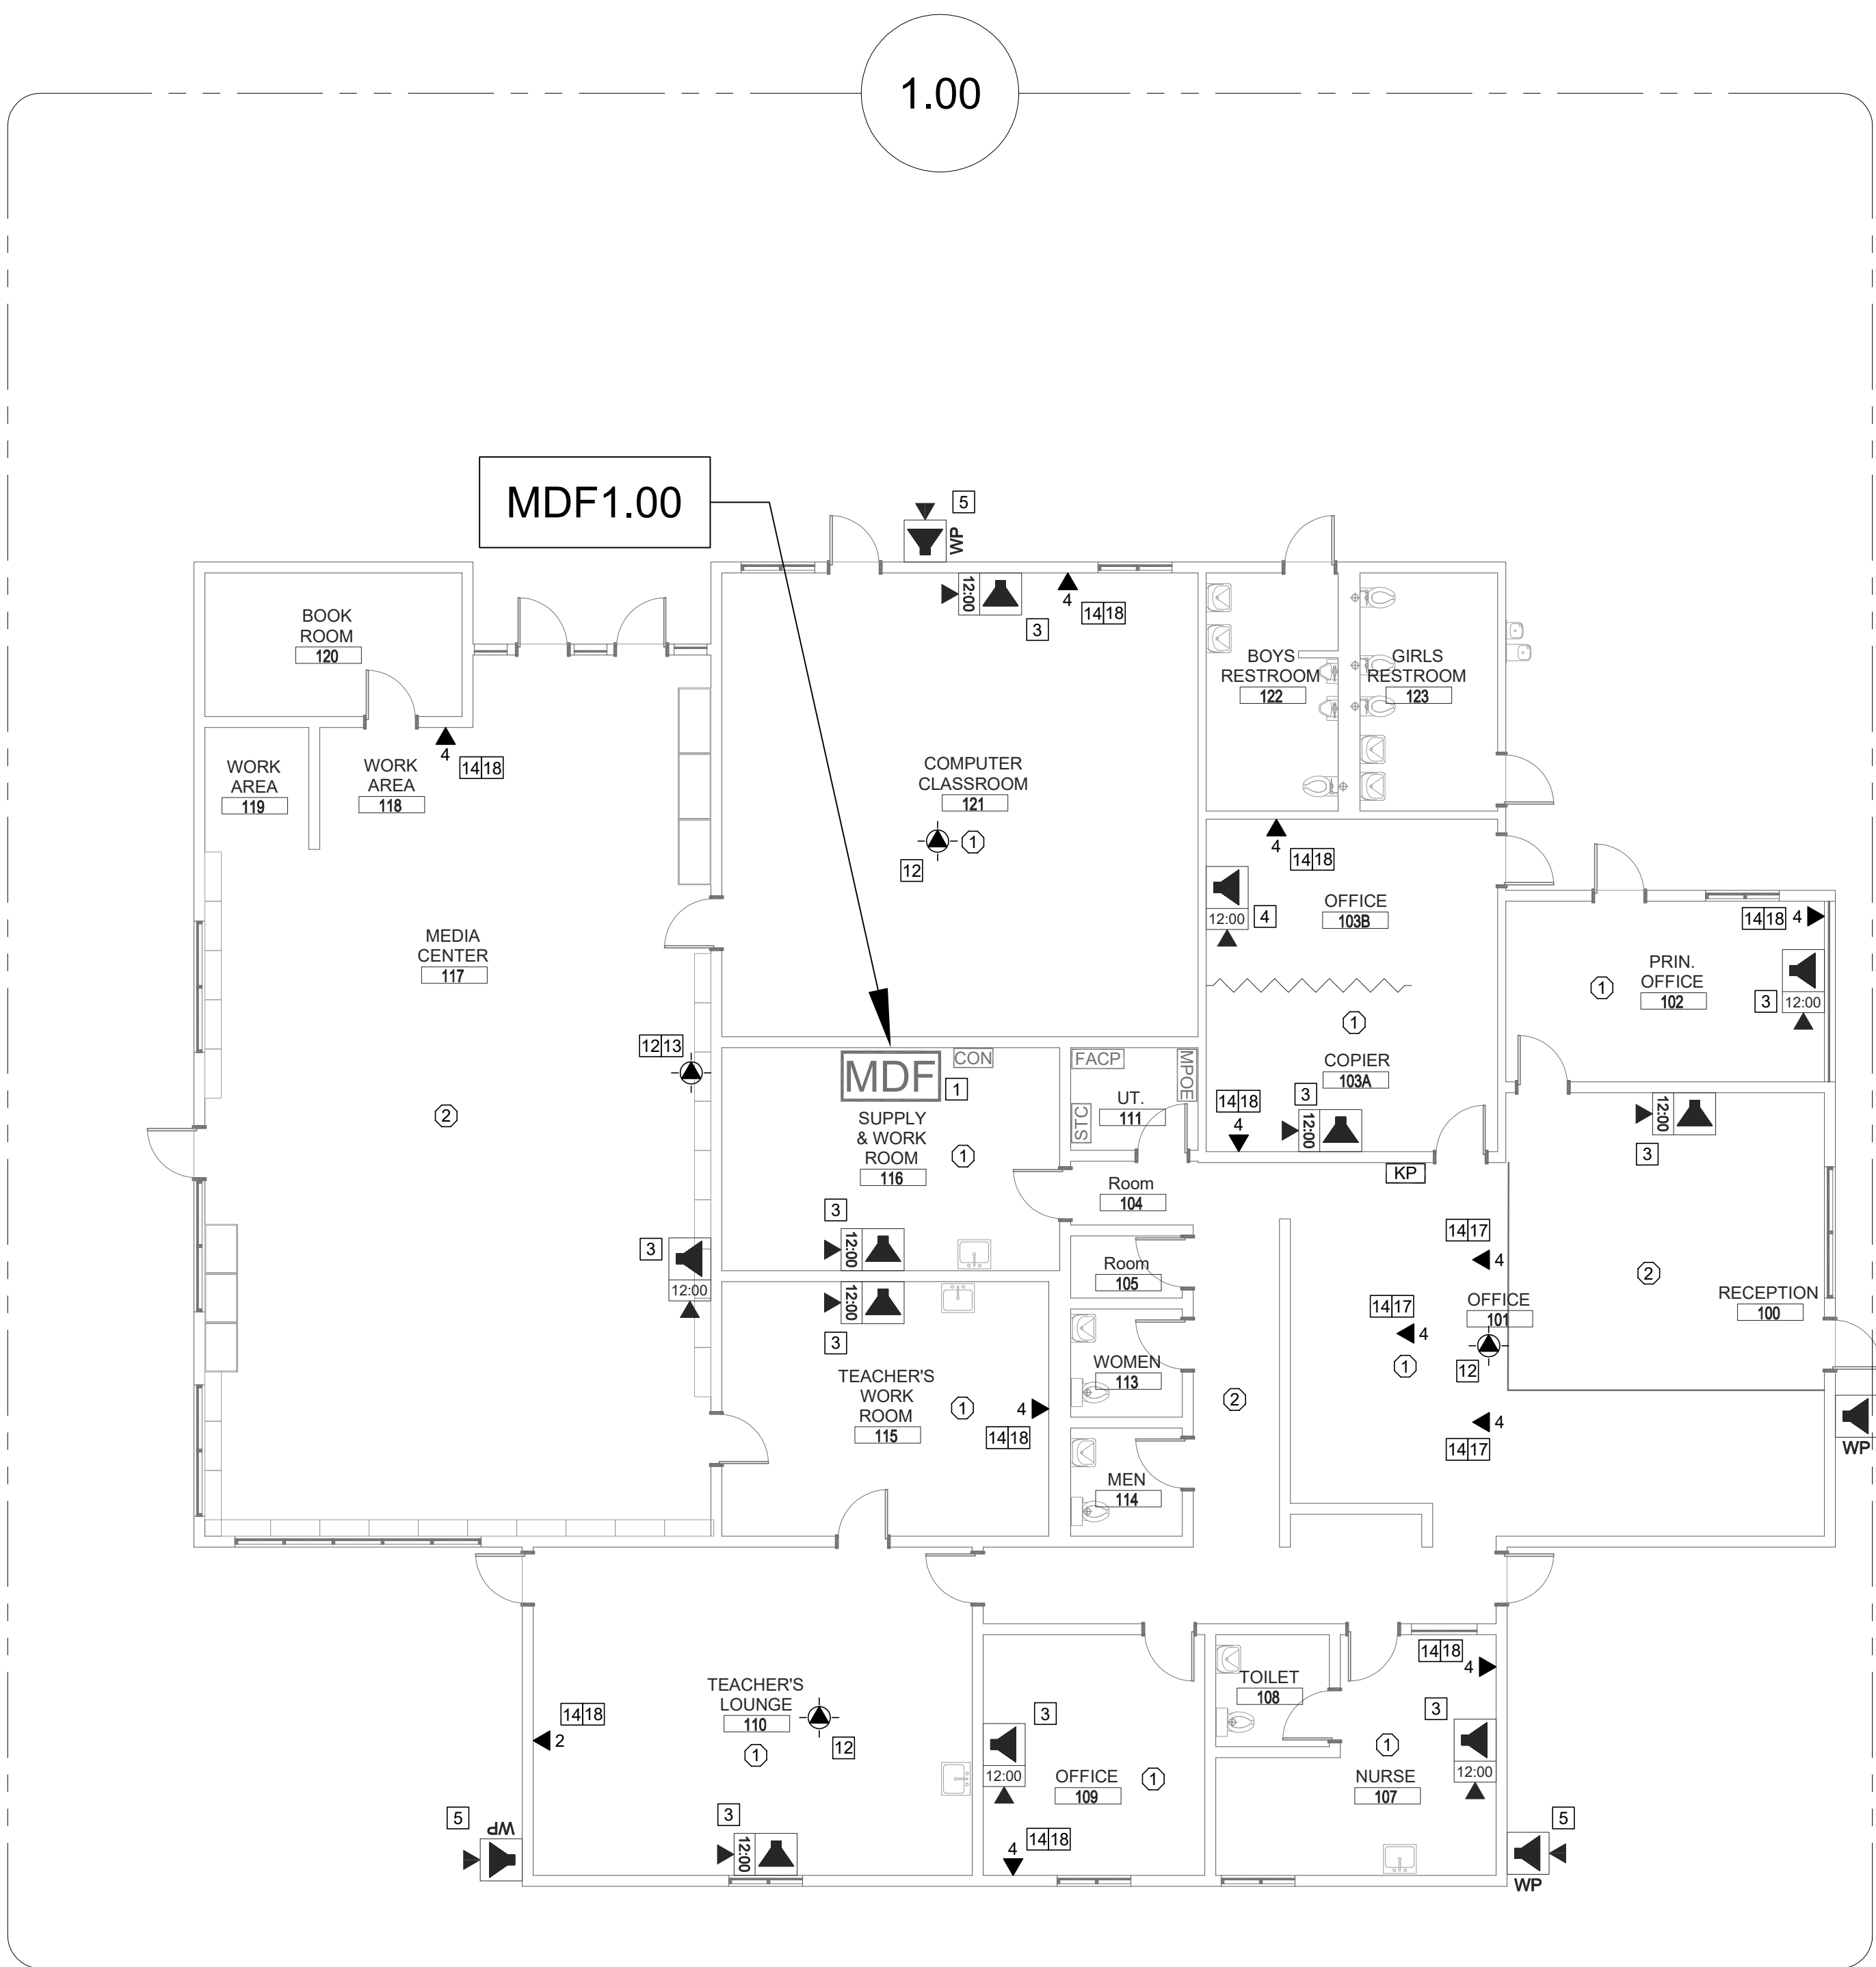 1.00
MDF1.00
5
WP
12:00
3
4
14 18
BOOK
ROOM
120
BOYS
RESTROOM
122
GIRLS
RESTROOM
123
4
14 18
WORK
AREA
119
WORK
AREA
118
COMPUTER
CLASSROOM
121
1
12
4
14 18
12:00
4
OFFICE
103B
MEDIA
CENTER
117
14 18
4
PRIN.
OFFICE
102
1
3
12:00
1
COPIER
103A
3
12:00
14 18
4
12 13
2
MDF
CON
1
SUPPLY
& WORK
ROOM
116
1
FACP
MPOE
UT.
111
STC
12:00
3
KP
Room
104
3
12:00
3
12:00
14 17
4
Room
105
2
RECEPTION
100
12:00
3
14 17
4
OFFICE
101
1
12
TEACHER'S
WORK
ROOM
115
1
4
14 18
WOMEN
113
2
4
14 17
WP
MEN
114
14 18
4
TEACHER'S
LOUNGE
110
1
12
14 18
2
TOILET
108
3
12:00
OFFICE
109
1
1
NURSE
107
3
12:00
5
WP
3
12:00
4
14 18
5
WP